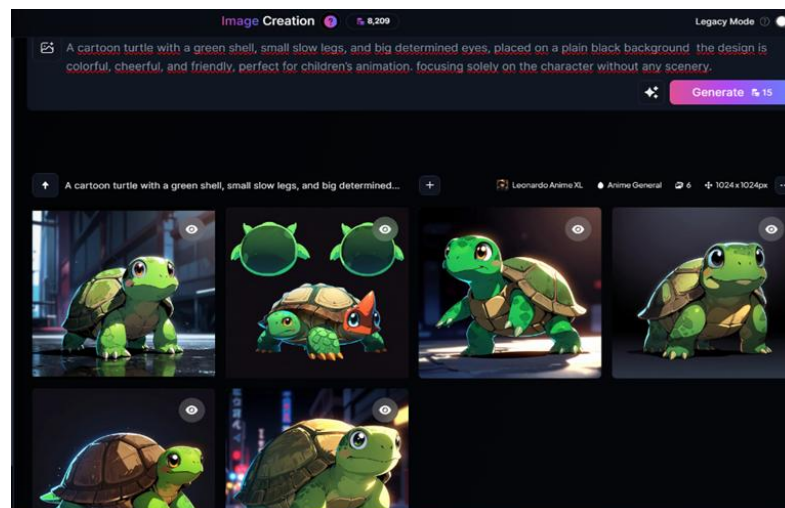 Image Creation ? 8,209
Legacy Mode ?
A cartoon turtle with a green shell, small slow legs, and big determined eyes, placed on a plain black background the design is
colorful, cheerful, and friendly, perfect for children's animation. focusing solely on the character without any scenery.
Generate 15
A cartoon turtle with a green shell, small slow legs, and big determined...
Leonardo Anime XL Anime General 6 1024x1024px